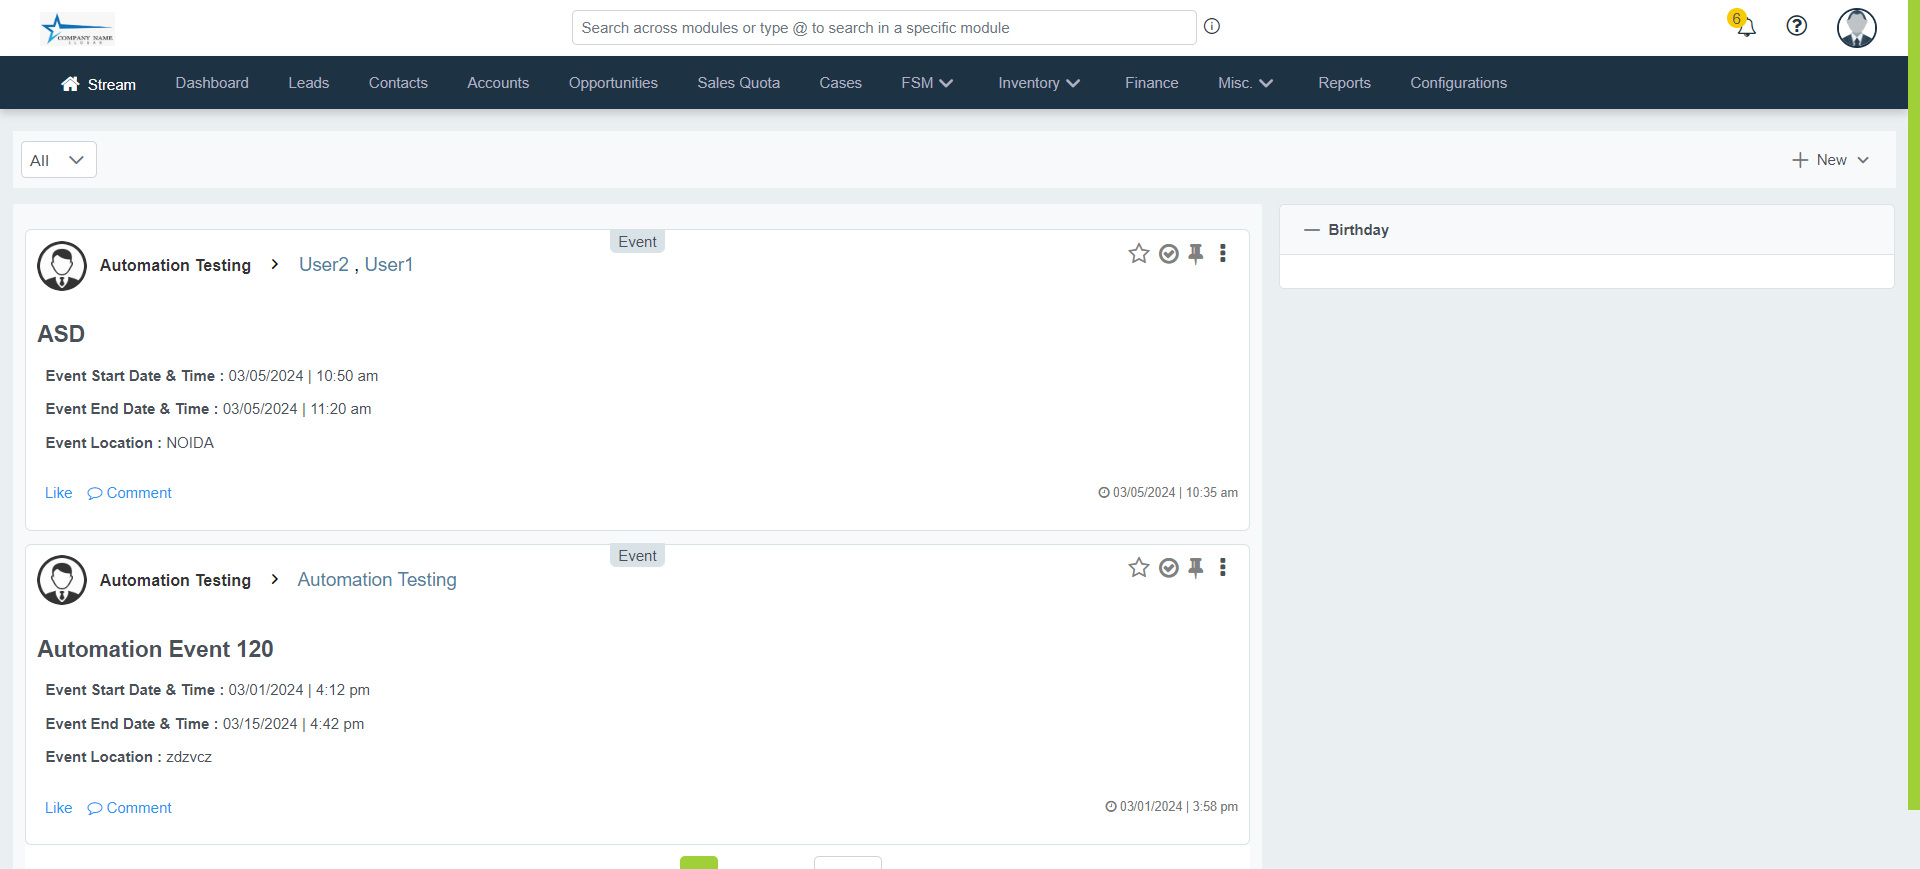 COMPANY NAME
Search across modules or type @ to search in a specific module
6
Stream Dashboard Leads Contacts Accounts Opportunities Sales Quota Cases FSM Inventory Finance Misc. Reports Configurations
All
New
Event
Automation Testing > User2 , User1
ASD
Event Start Date & Time : 03/05/2024 | 10:50 am
Event End Date & Time : 03/05/2024 | 11:20 am
Event Location : NOIDA
Like Comment 03/05/2024 | 10:35 am
Event
Automation Testing > Automation Testing
Automation Event 120
Event Start Date & Time : 03/01/2024 | 4:12 pm
Event End Date & Time : 03/15/2024 | 4:42 pm
Event Location : zdzvcz
Like Comment 03/01/2024 | 3:58 pm
Birthday